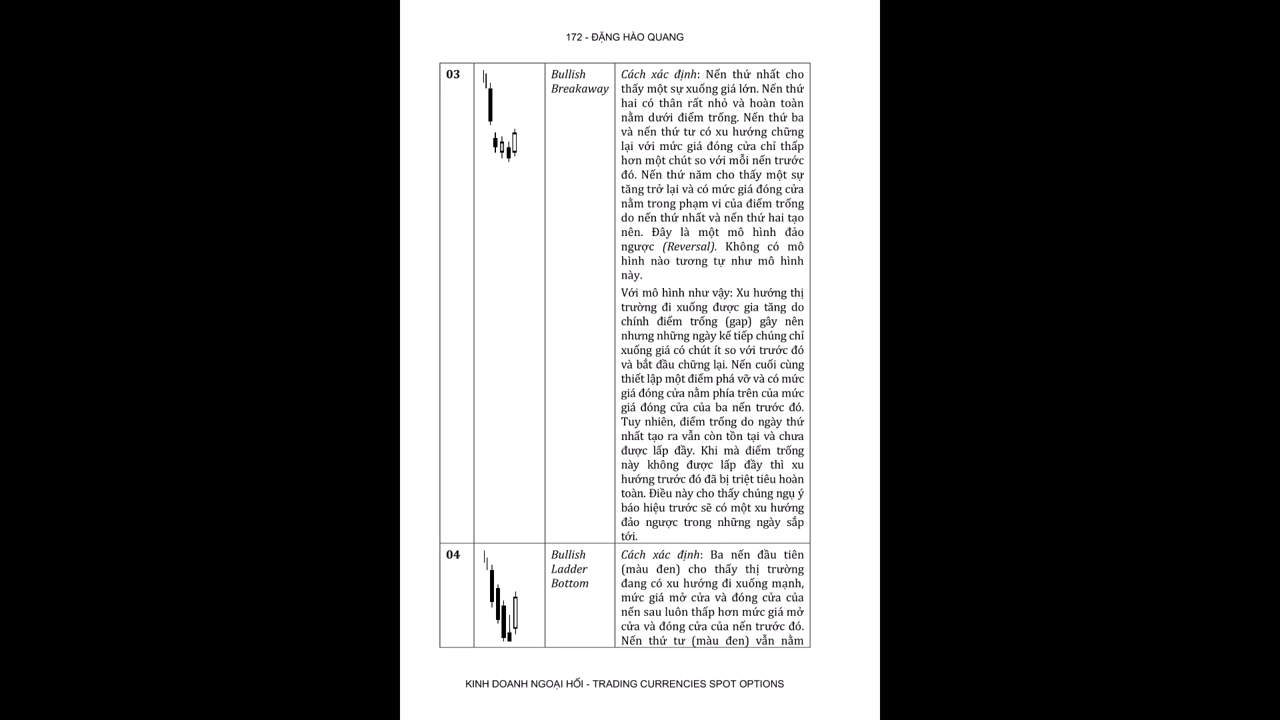 172 - ĐẶNG HÀO QUANG
03
Bullish
Breakaway
Cách xác định: Nến thứ nhất cho
thấy một sự xuống giá lớn. Nến thứ
hai có thân rất nhỏ và hoàn toàn
nằm dưới điểm trống. Nến thứ ba
và nến thứ tư có xu hướng chững
lại với mức giá đóng cửa chỉ thấp
hơn một chút so với mỗi nến trước
đó. Nến thứ năm cho thấy một sự
tăng trở lại và có mức giá đóng cửa
nằm trong phạm vi của điểm trống
do nến thứ nhất và nến thứ hai tạo
nên. Đây là một mô hình đảo
ngược (Reversal). Không có mô
hình nào tương tự như mô hình
này.
Với mô hình như vậy: Xu hướng thị
trường đi xuống được gia tăng do
chính điểm trống (gap) gây nên
nhưng những ngày kế tiếp chúng chỉ
xuống giá có chút ít so với trước đó
và bắt đầu chững lại. Nến cuối cùng
thiết lập một điểm phá vỡ và có mức
giá đóng cửa nằm phía trên của mức
giá đóng cửa của ba nến trước đó.
Tuy nhiên, điểm trống do ngày thứ
nhất tạo ra vẫn còn tồn tại và chưa
được lấp đầy. Khi mà điểm trống
này không được lấp đầy thì xu
hướng trước đó đã bị triệt tiêu hoàn
toàn. Điều này cho thấy chúng ngụ ý
báo hiệu trước sẽ có một xu hướng
đảo ngược trong những ngày sắp
tới.
04
Bullish
Ladder
Bottom
Cách xác định: Ba nến đầu tiên
(màu đen) cho thấy thị trường
đang có xu hướng đi xuống mạnh,
mức giá mở cửa và đóng cửa của
nến sau luôn thấp hơn mức giá mở
cửa và đóng cửa của nến trước đó.
Nến thứ tư (màu đen) vẫn nằm
KINH DOANH NGOẠI HỐI - TRADING CURRENCIES SPOT OPTIONS